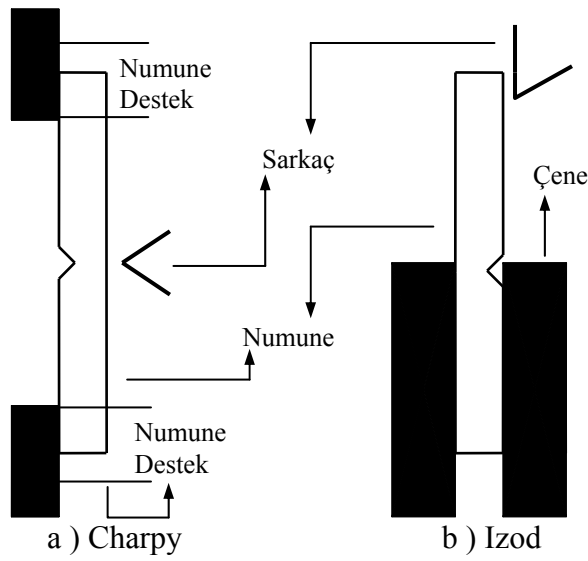 Numune
Destek
Sarkaç
Çene
Numune
Numune
Destek
a ) Charpy
b ) Izod